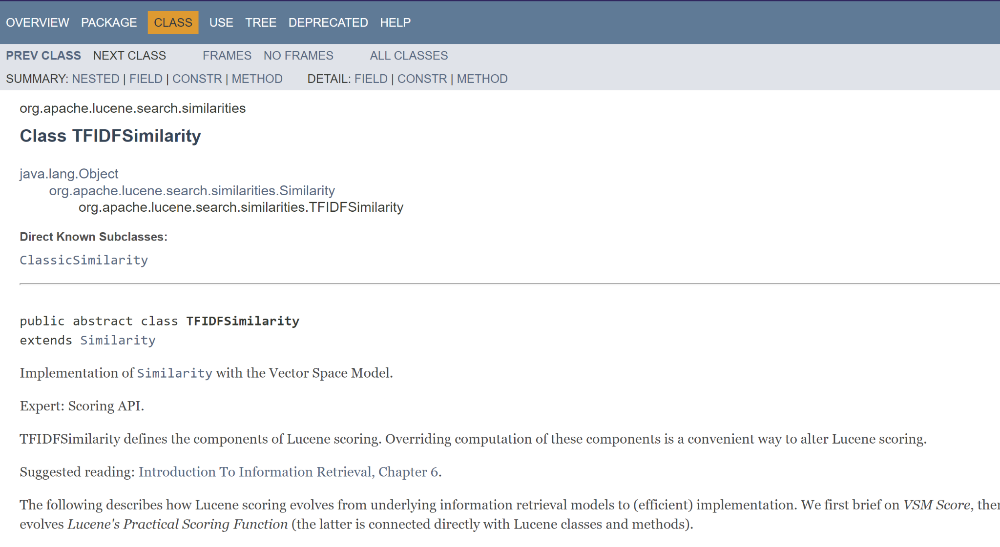 OVERVIEW PACKAGE CLASS USE TREE DEPRECATED HELP
PREV CLASS NEXT CLASS FRAMES NO FRAMES ALL CLASSES
SUMMARY: NESTED | FIELD | CONSTR | METHOD DETAIL: FIELD | CONSTR | METHOD
org.apache.lucene.search.similarities
Class TFIDFSimilarity
java.lang.Object
org.apache.lucene.search.similarities.Similarity
org.apache.lucene.search.similarities.TFIDFSimilarity
Direct Known Subclasses:
ClassicSimilarity
public abstract class TFIDFSimilarity
extends Similarity
Implementation of Similarity with the Vector Space Model.
Expert: Scoring API.
TFIDFSimilarity defines the components of Lucene scoring. Overriding computation of these components is a convenient way to alter Lucene scoring.
Suggested reading: Introduction To Information Retrieval, Chapter 6.
The following describes how Lucene scoring evolves from underlying information retrieval models to (efficient) implementation. We first brief on VSM Score,
evolves Lucene's Practical Scoring Function (the latter is connected directly with Lucene classes and methods).